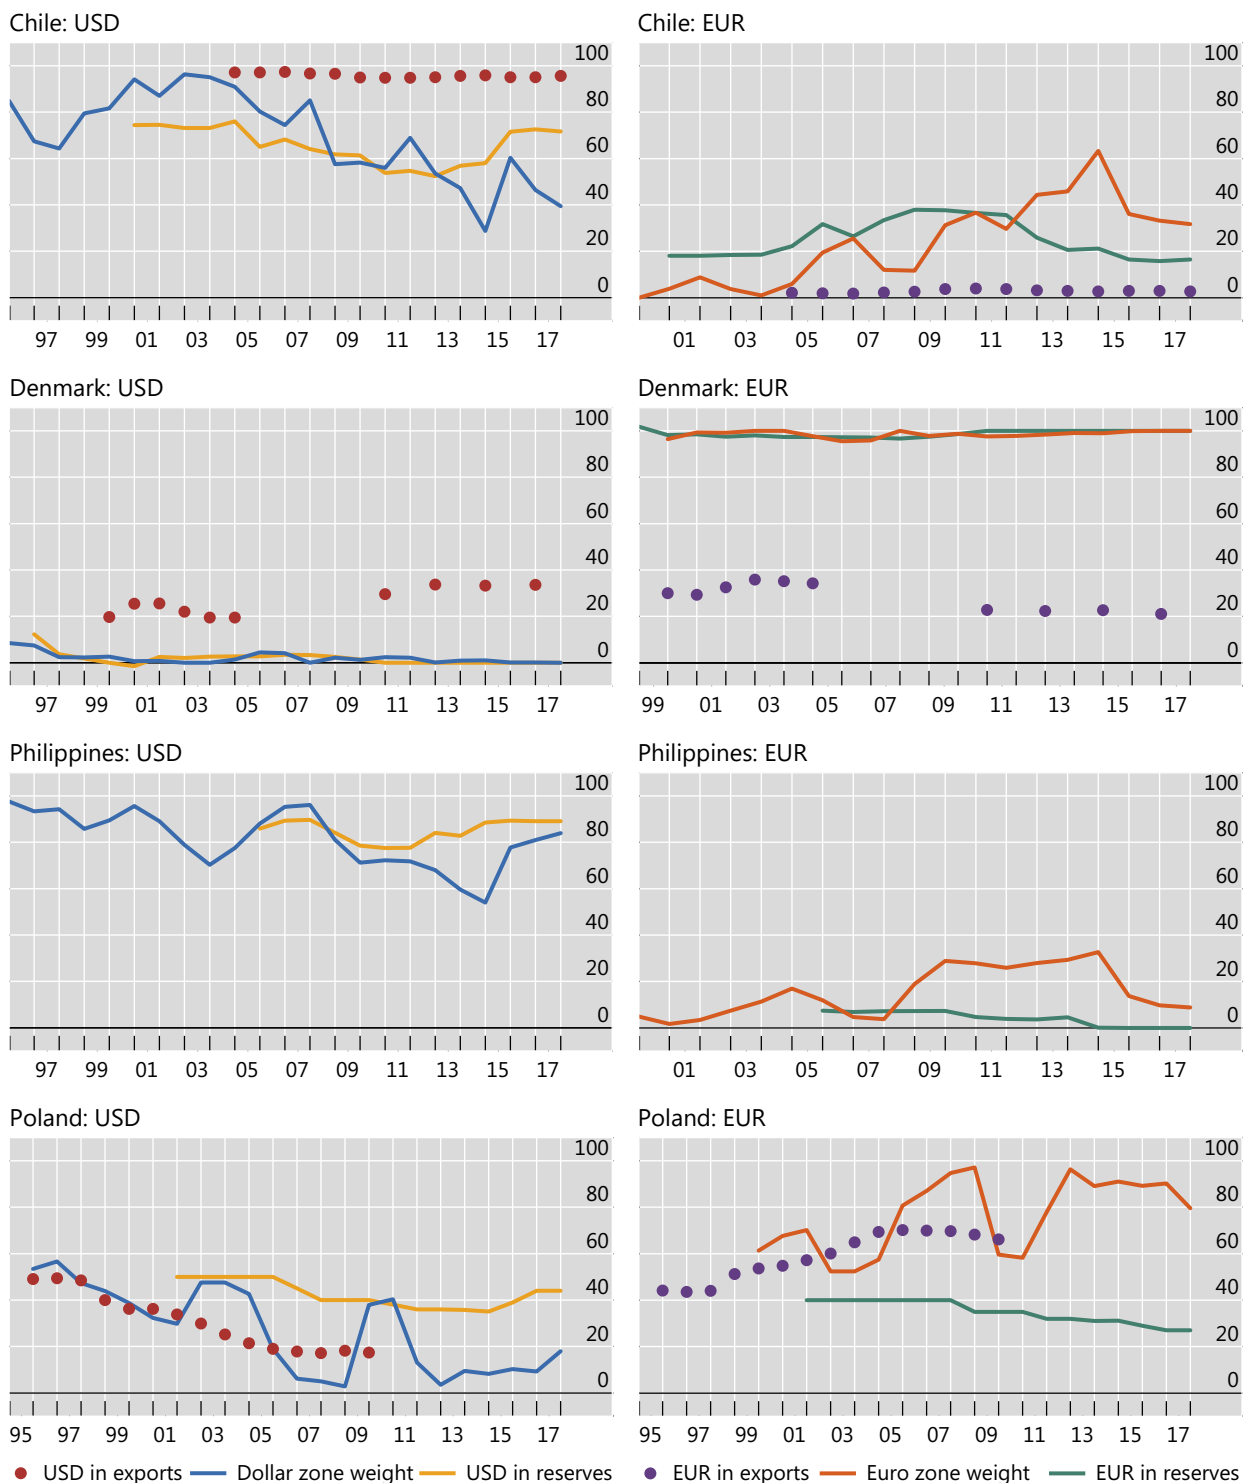 Chile: USD
Chile: EUR
100
80
60
40
20
0
97 99 01 03 05 07 09 11 13 15 17
100
80
60
40
20
0
01 03 05 07 09 11 13 15 17
Denmark: USD
Denmark: EUR
100
80
60
40
20
0
97 99 01 03 05 07 09 11 13 15 17
100
80
60
40
20
0
99 01 03 05 07 09 11 13 15 17
Philippines: USD
Philippines: EUR
100
80
60
40
20
0
97 99 01 03 05 07 09 11 13 15 17
100
80
60
40
20
0
01 03 05 07 09 11 13 15 17
Poland: USD
Poland: EUR
100
80
60
40
20
0
95 97 99 01 03 05 07 09 11 13 15 17
100
80
60
40
20
0
95 97 99 01 03 05 07 09 11 13 15 17
USD in exports Dollar zone weight USD in reserves
EUR in exports Euro zone weight EUR in reserves